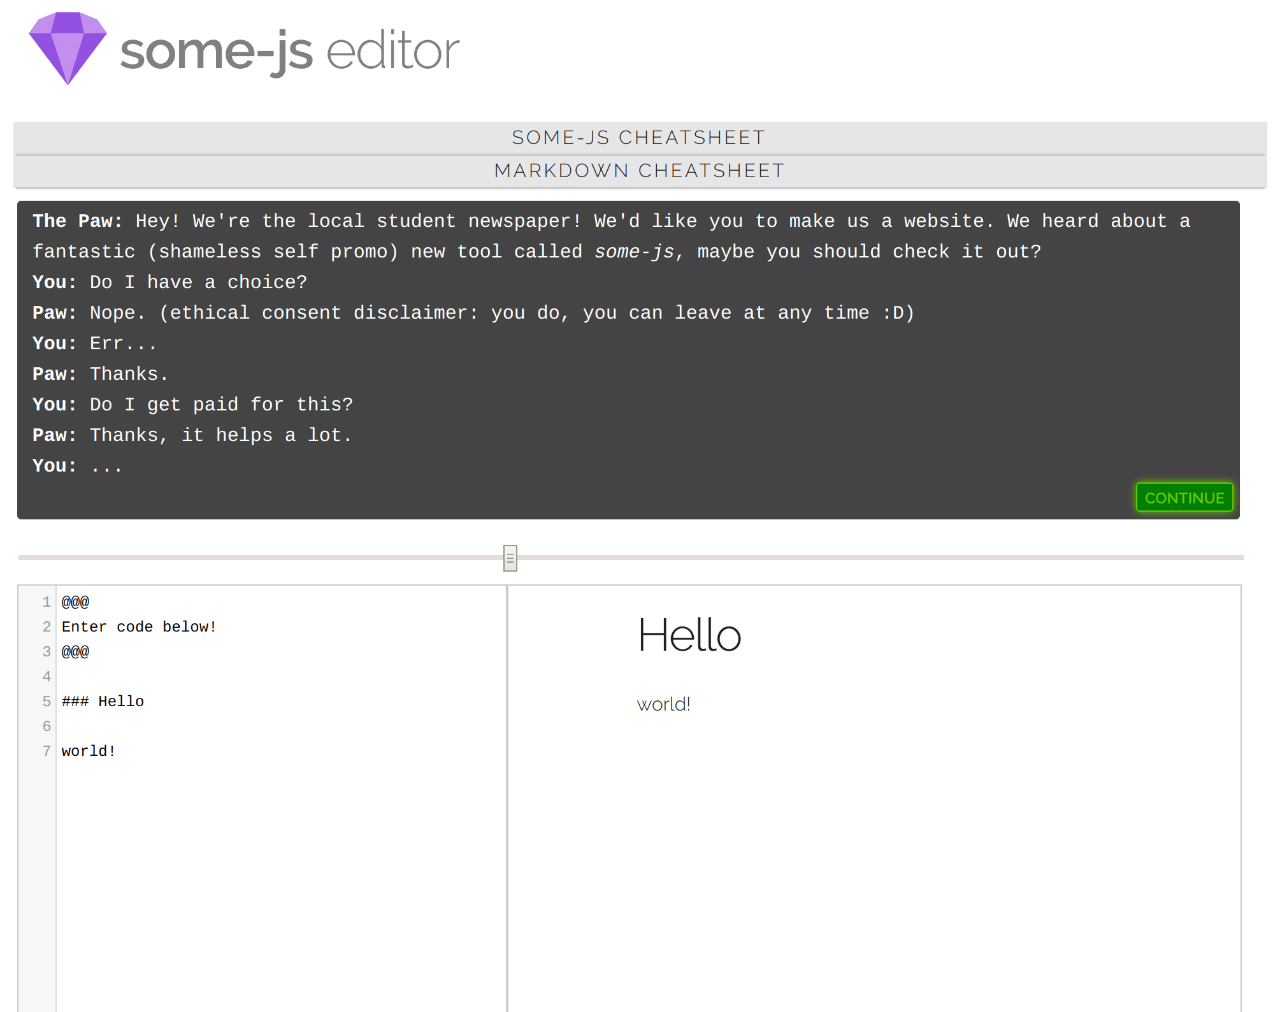 some-js editor
SOME-JS CHEATSHEET
MARKDOWN CHEATSHEET
The Paw: Hey! We're the local student newspaper! We'd like you to make us a website. We heard about a
fantastic (shameless self promo) new tool called some-js, maybe you should check it out?
You: Do I have a choice?
Paw: Nope. (ethical consent disclaimer: you do, you can leave at any time :D)
You: Err...
Paw: Thanks.
You: Do I get paid for this?
Paw: Thanks, it helps a lot.
You: ...
CONTINUE
1 @@@
2 Enter code below!
3 @@@
4
5 ### Hello
6
7 world!
Hello
world!